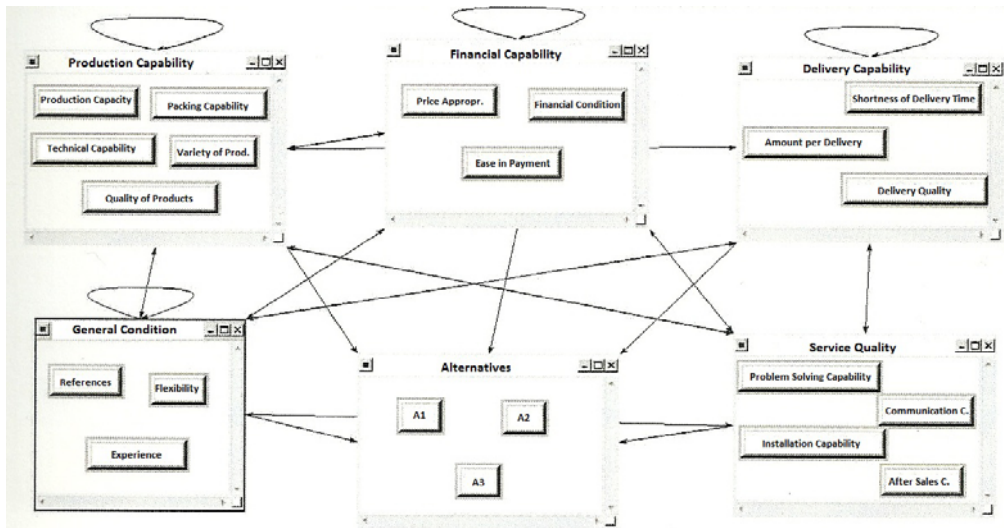 Production Capability
Production Capacity
Packing Capability
Technical Capability
Variety of Prod.
Quality of Products
Financial Capability
Price Appropr.
Financial Condition
Ease in Payment
Delivery Capability
Shortness of Delivery Time
Amount per Delivery
Delivery Quality
General Condition
References
Flexibility
Experience
Alternatives
A1
A2
A3
Service Quality
Problem Solving Capability
Communication C.
Installation Capability
After Sales C.